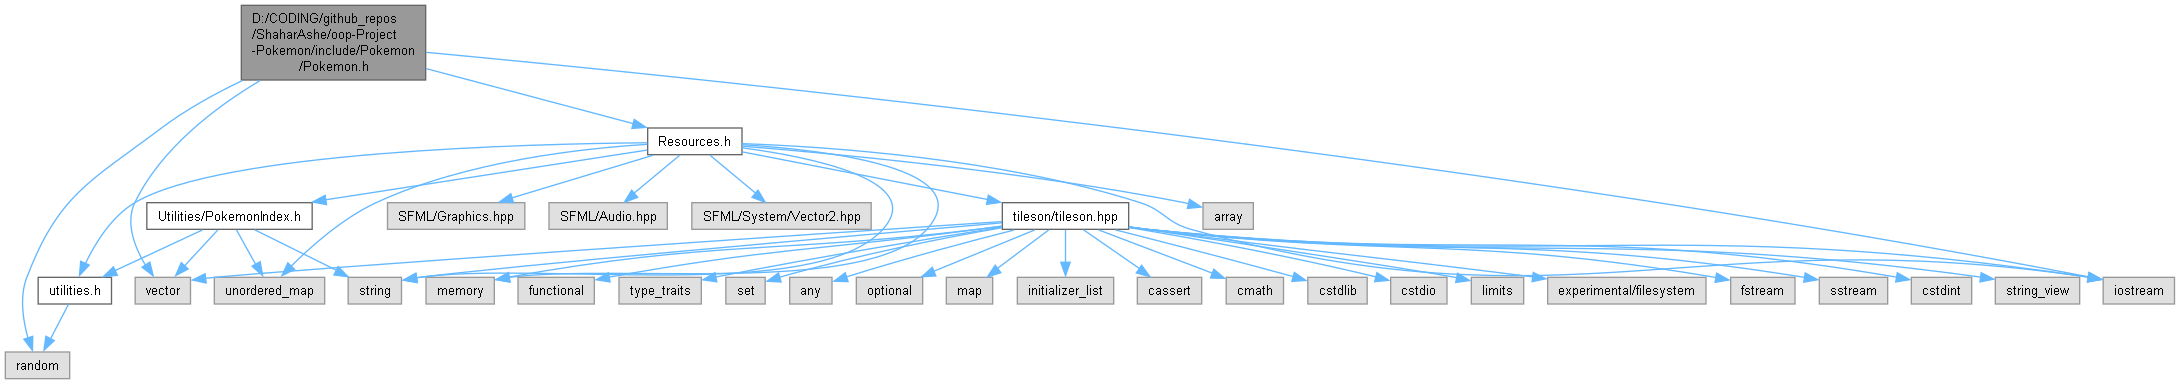 D:/CODING/github_repos
/ShaharAshe/oop-Project
-Pokemon/include/Pokemon
/Pokemon.h
Resources.h
Utilities/PokemonIndex.h
SFML/Graphics.hpp
SFML/Audio.hpp
SFML/System/Vector2.hpp
tileson/tileson.hpp
array
utilities.h
vector
unordered_map
string
memory
functional
type_traits
set
any
optional
map
initializer_list
cassert
cmath
cstdlib
cstdio
limits
experimental/filesystem
fstream
sstream
cstdint
string_view
iostream
random